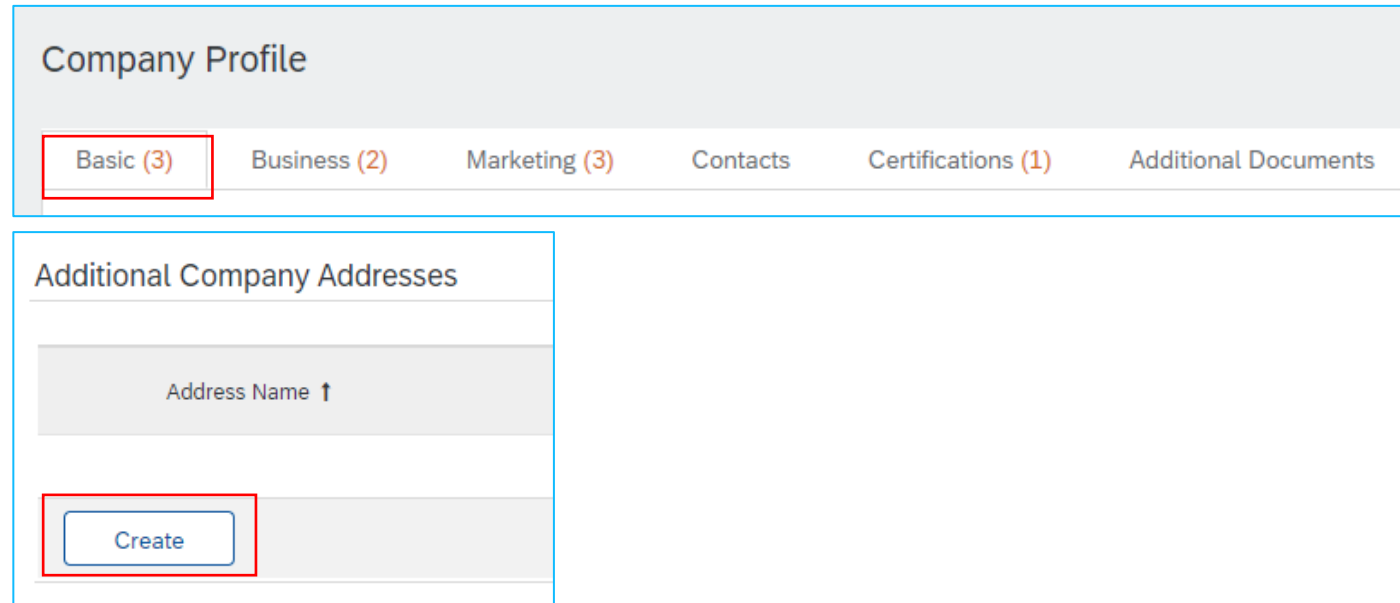 Company Profile
Basic (3) Business (2) Marketing (3) Contacts Certifications (1) Additional Documents
Additional Company Addresses
Address Name ↑
Create